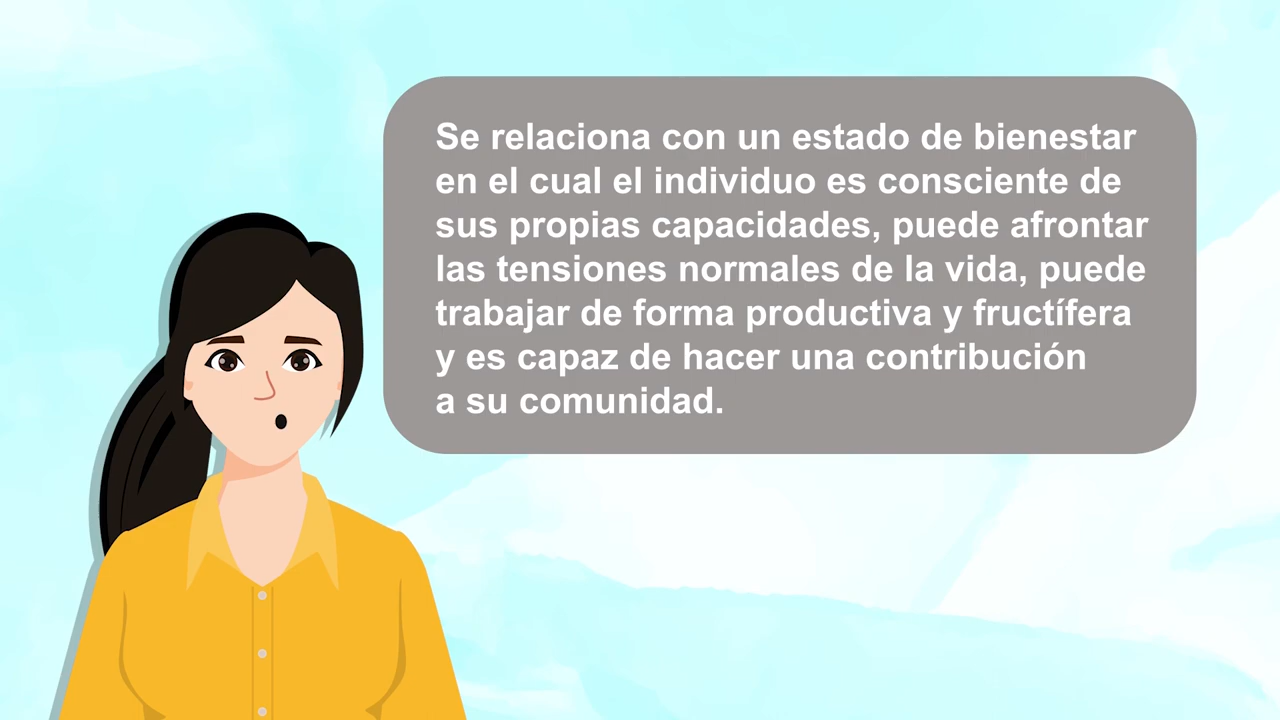 Se relaciona con un estado de bienestar
en el cual el individuo es consciente de
sus propias capacidades, puede afrontar
las tensiones normales de la vida, puede
trabajar de forma productiva y fructífera
y es capaz de hacer una contribución
a su comunidad.